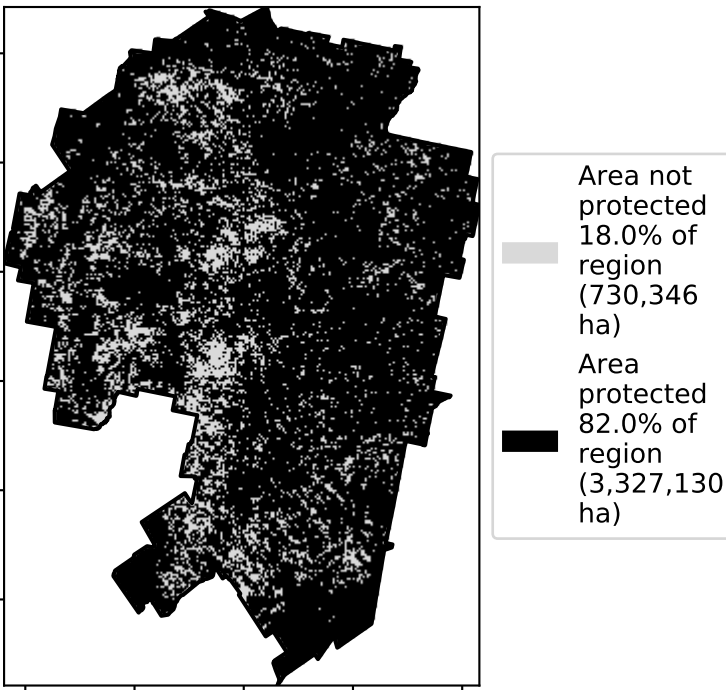 Area not
protected
18.0% of
region
(730,346
ha)
Area
protected
82.0% of
region
(3,327,130
ha)